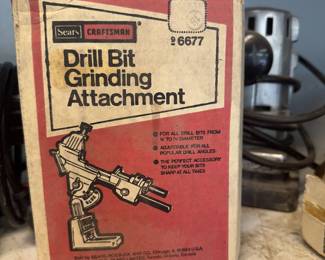 Sears CRAFTSMAN
9 6677
Drill Bit
Grinding
Attachment
FOR ALL DRILL BITS FROM
ADJUSTABLE FOR ALL
POPULAR DRILL ANGLES
THE PERFECT ACCESSORY
TO KEEP YOUR BITS
SHARP AT ALL TIMES